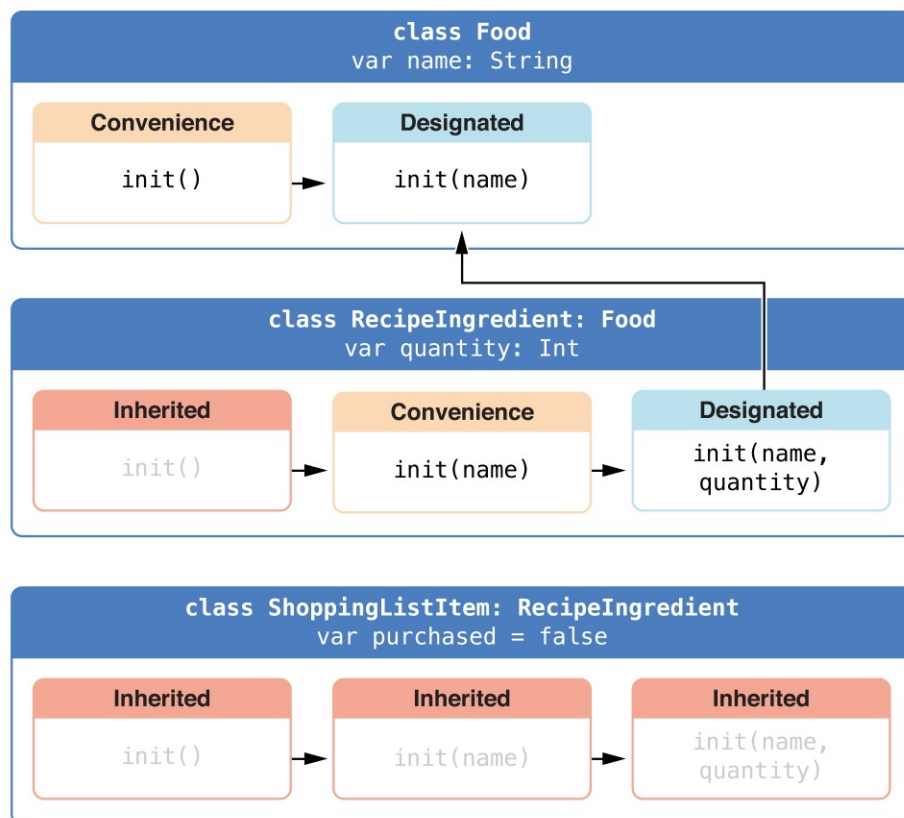 class Food
var name: String
Convenience
Designated
init()
init(name)
class RecipeIngredient: Food
var quantity: Int
Inherited
Convenience
Designated
init()
init(name)
init(name,
quantity)
class ShoppingListItem: RecipeIngredient
var purchased = false
Inherited
Inherited
Inherited
init()
init(name)
init(name,
quantity)